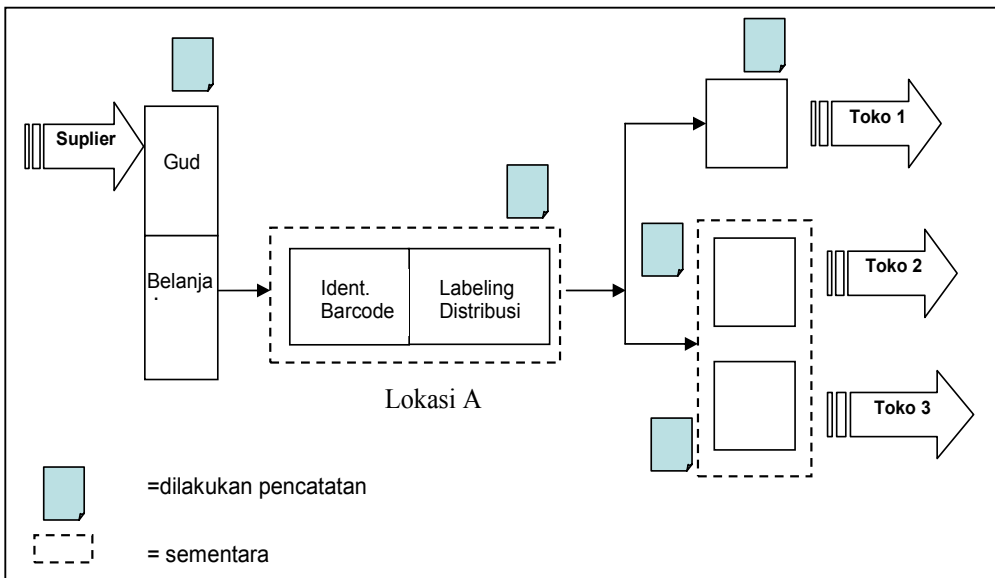 Suplier
Gud
Belanja
.
Ident.
Barcode
Labeling
Distribusi
Lokasi A
Toko 1
Toko 2
Toko 3
=dilakukan pencatatan
= sementara